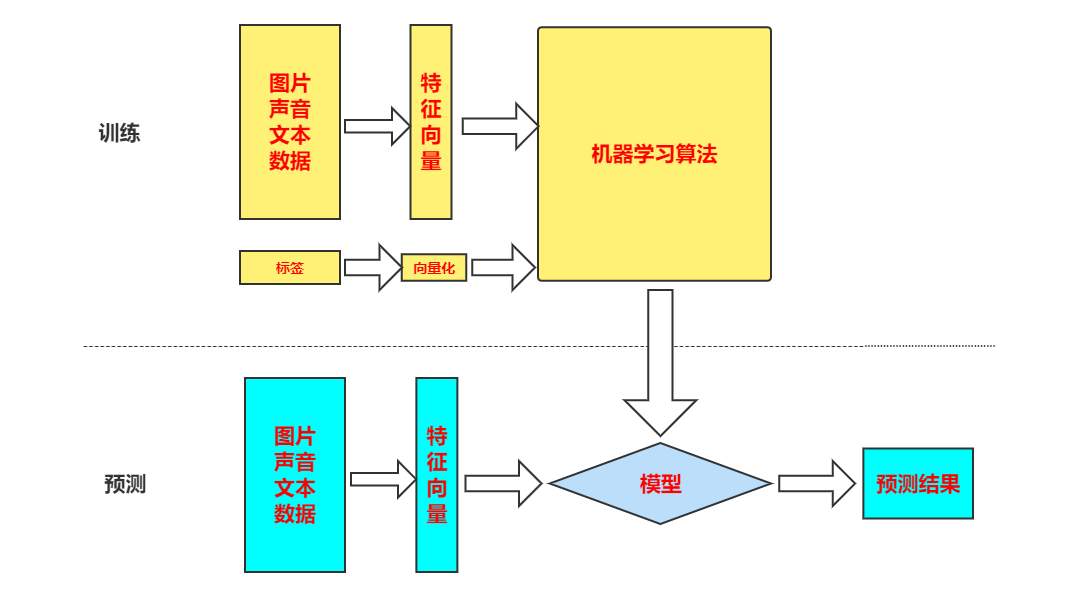 训练
图片
声音
文本
数据
特
征
向
量
机器学习算法
标签
向量化
预测
图片
声音
文本
数据
特
征
向
量
模型
预测结果